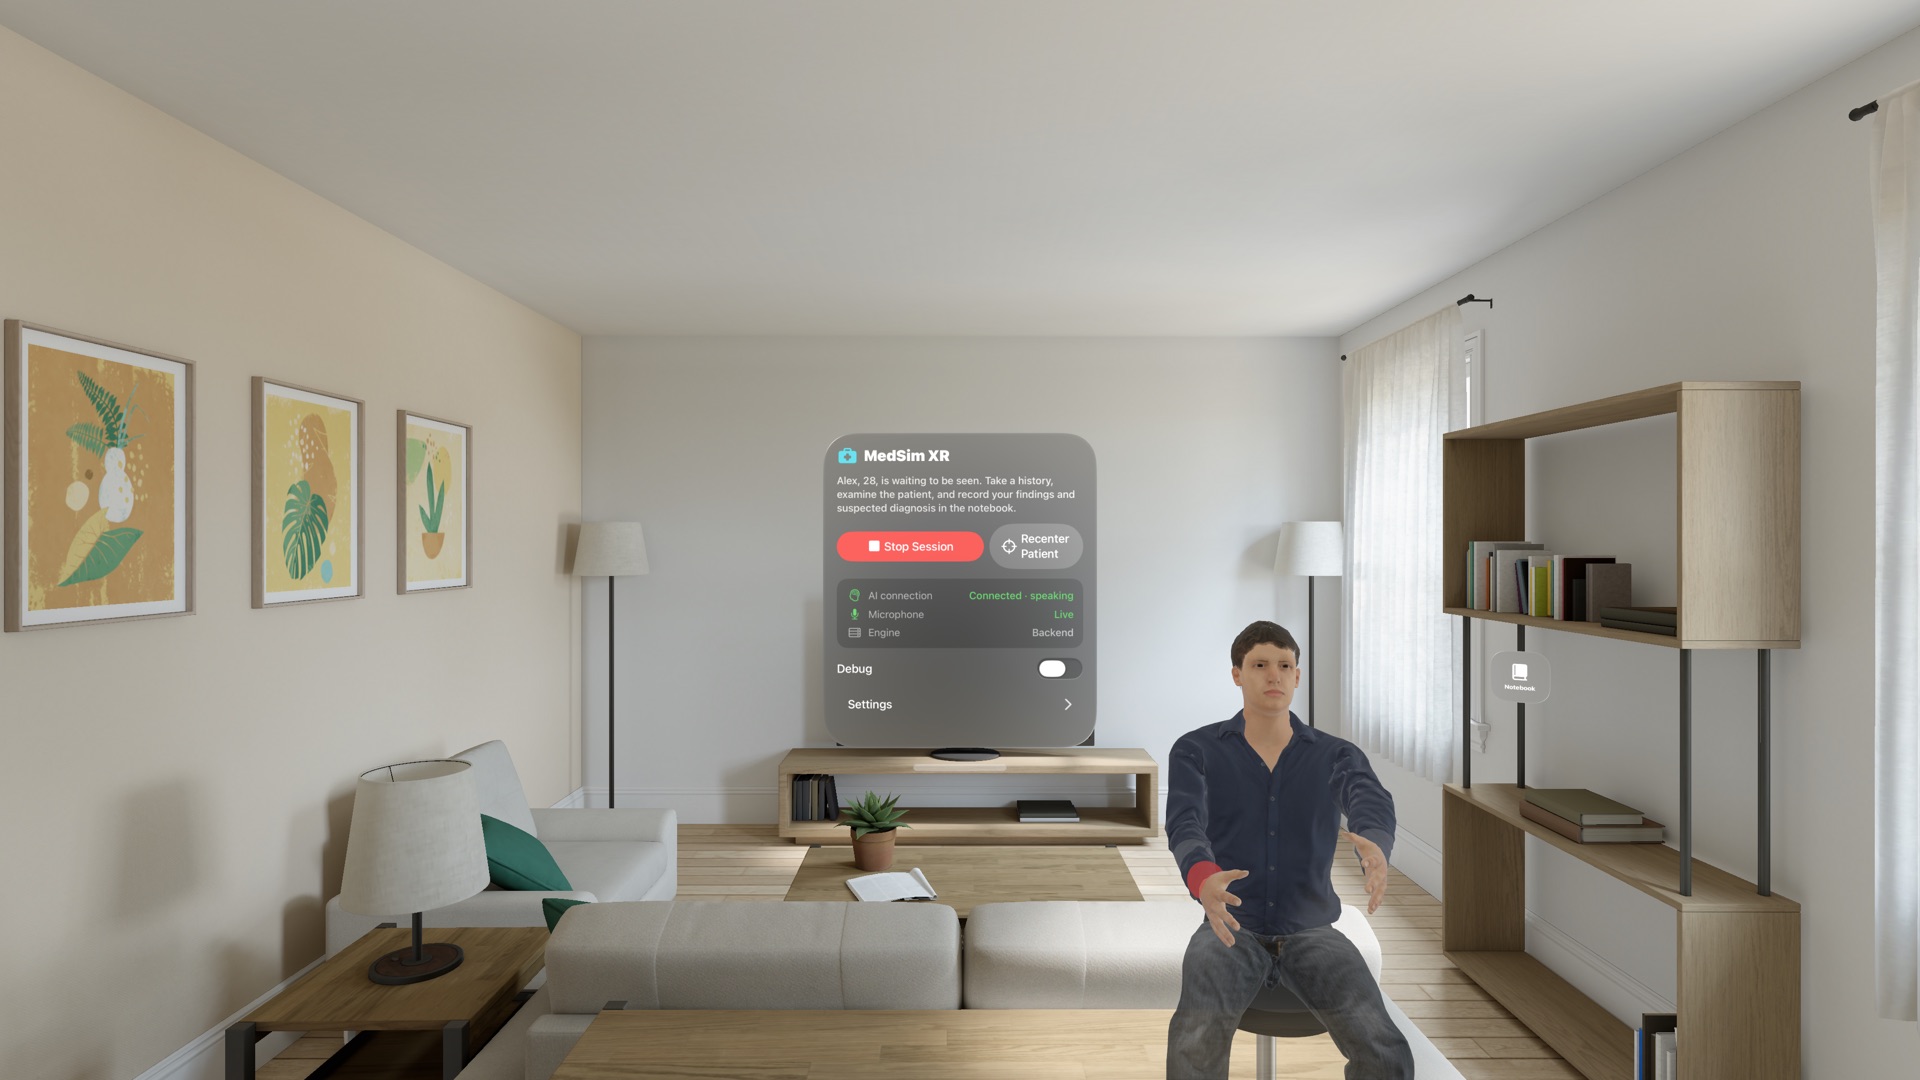 MedSim XR
Alex, 28, is waiting to be seen. Take a history,
examine the patient, and record your findings and
suspected diagnosis in the notebook.
Stop Session
Recenter
Patient
AI connection Connected · speaking
Microphone Live
Engine Backend
Debug
Settings
Notebook